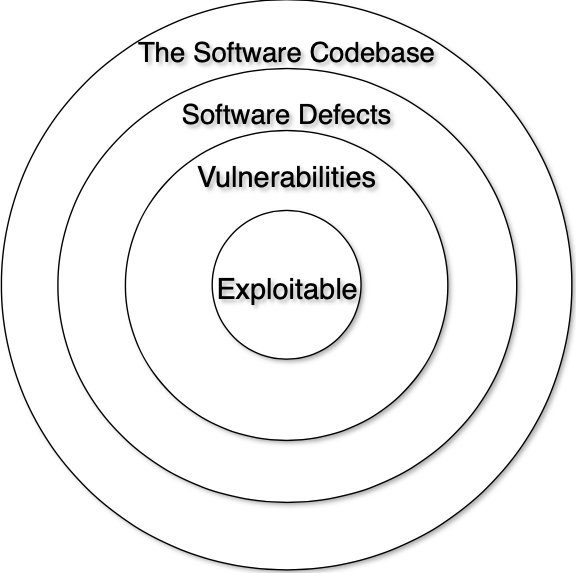 The Software Codebase
Software Defects
Vulnerabilities
Exploitable